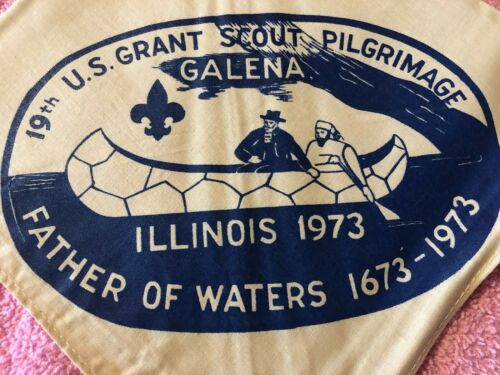 19th U.S. GRANT SCOUT PILGRIMAGE
GALENA
ILLINOIS 1973
FATHER OF WATERS 1673-1973